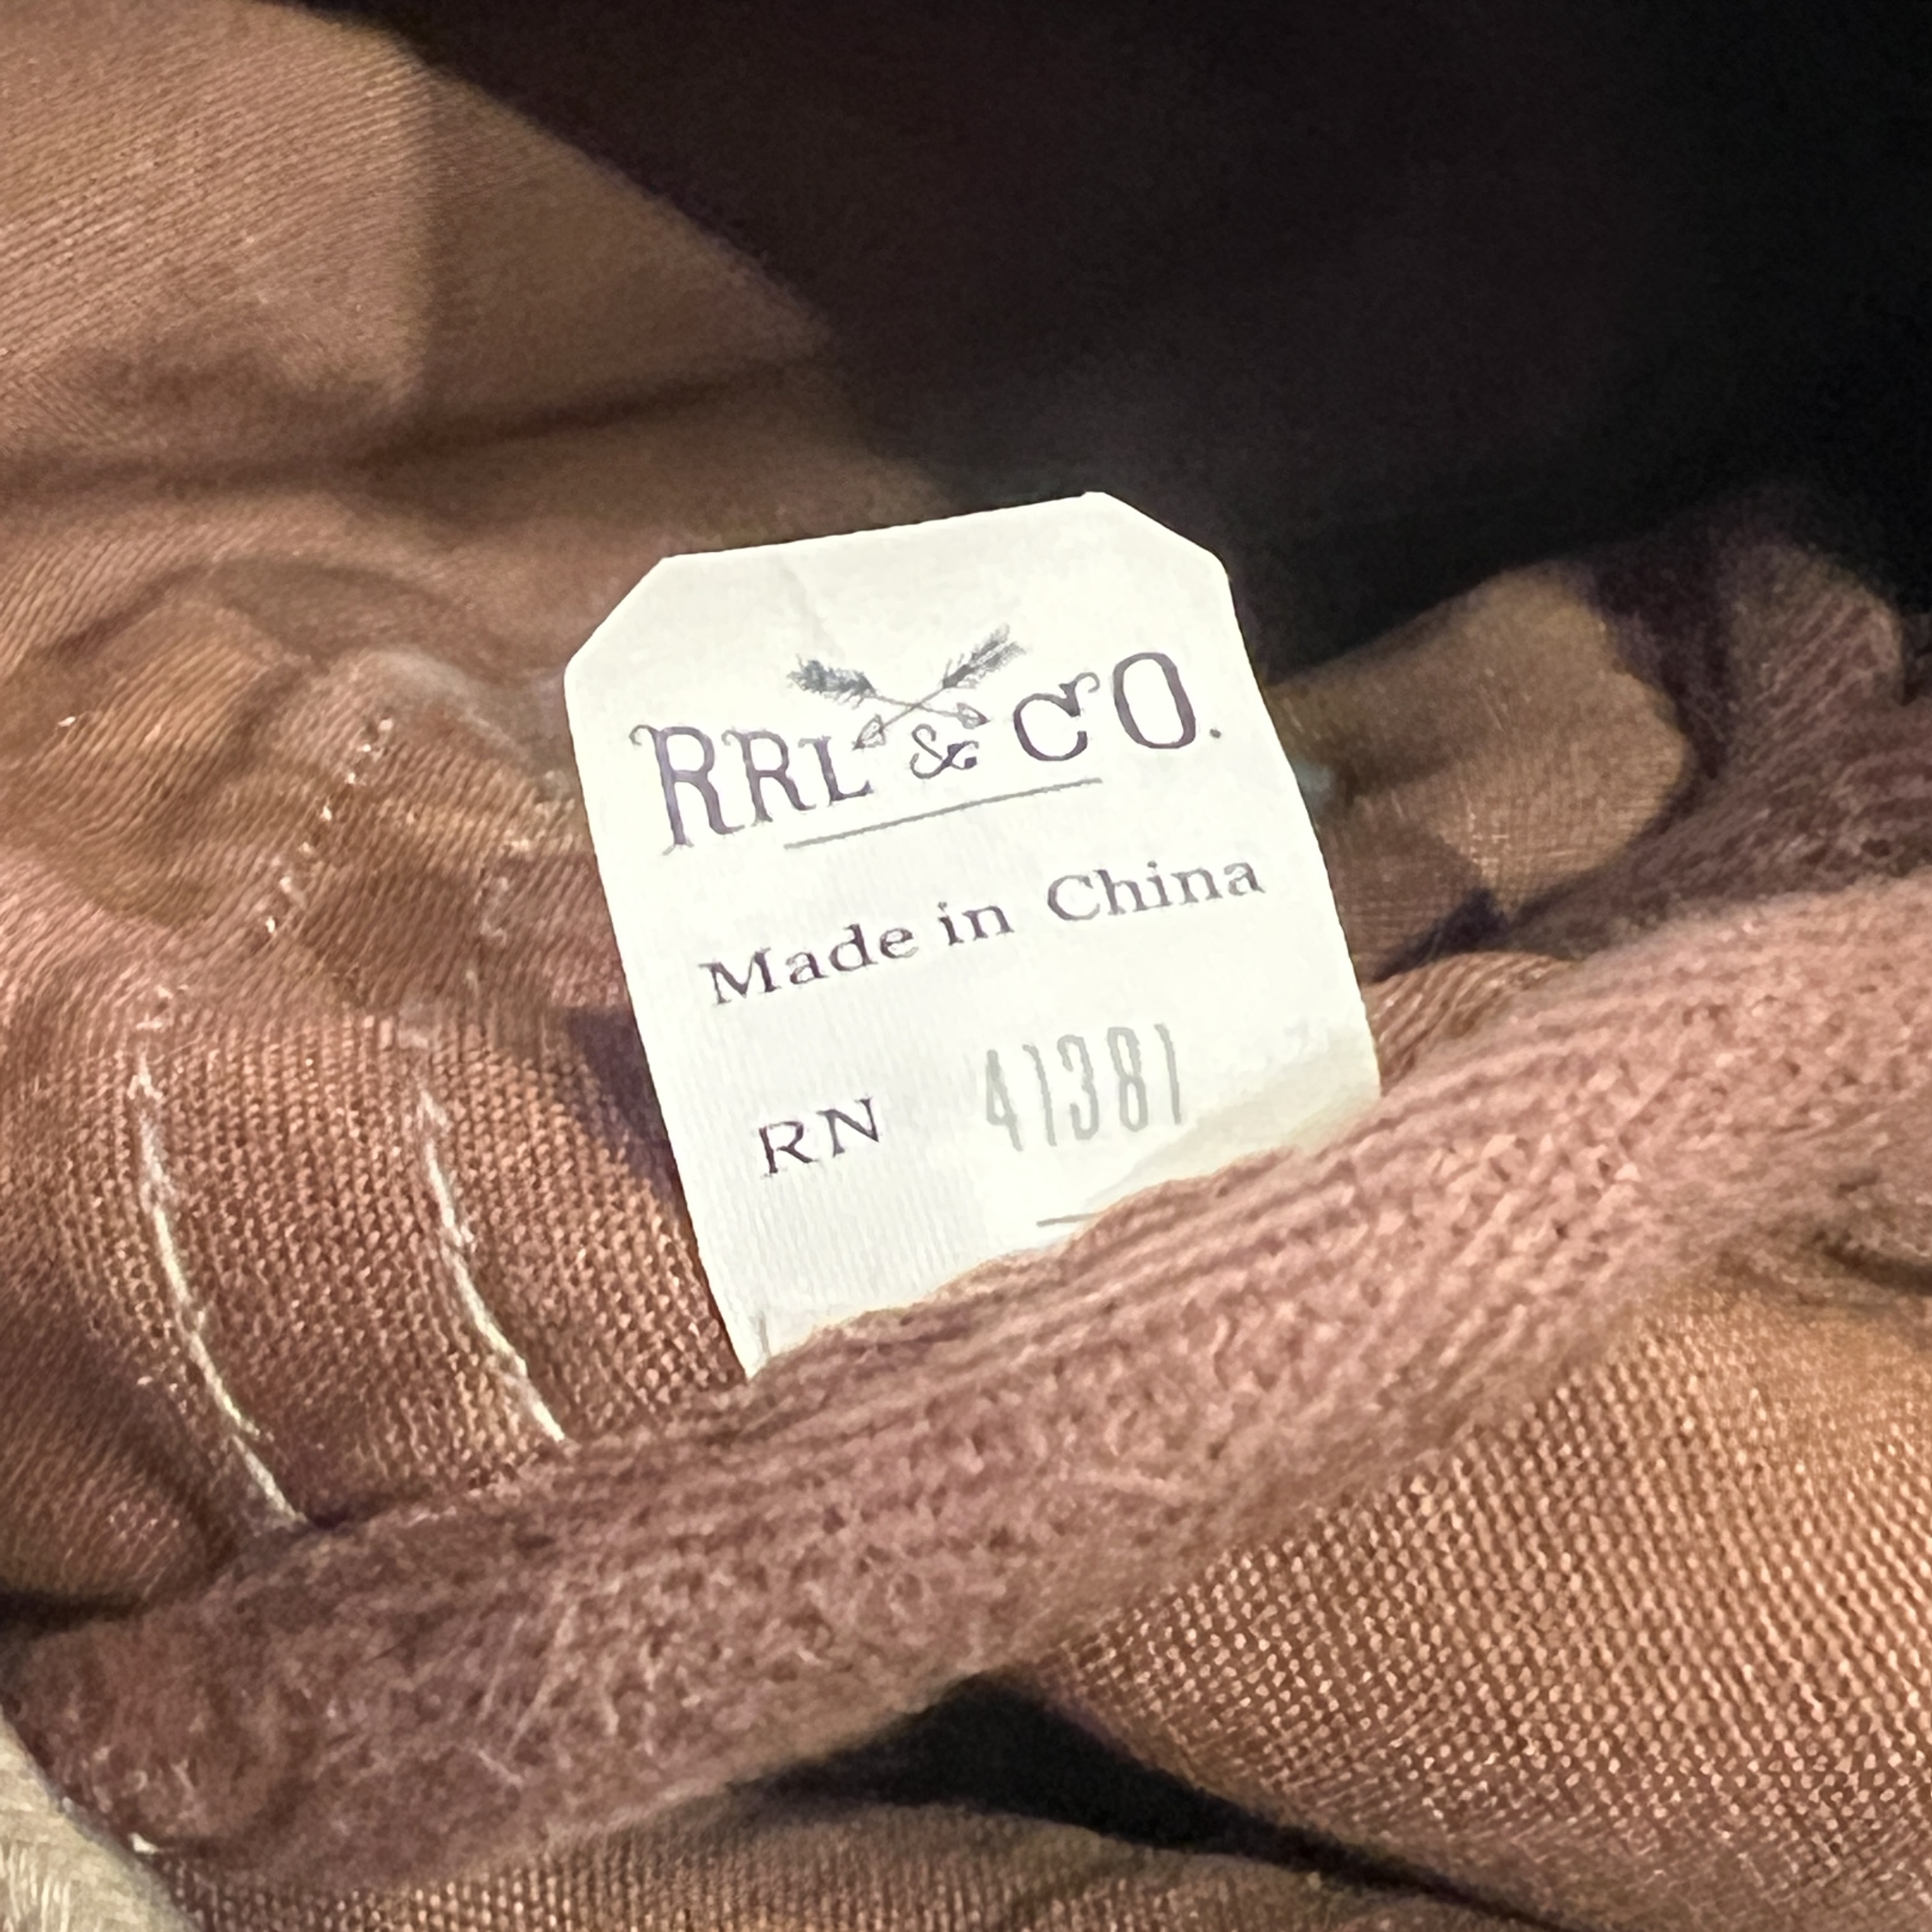 RRL & CO.
Made in China
RN 41381